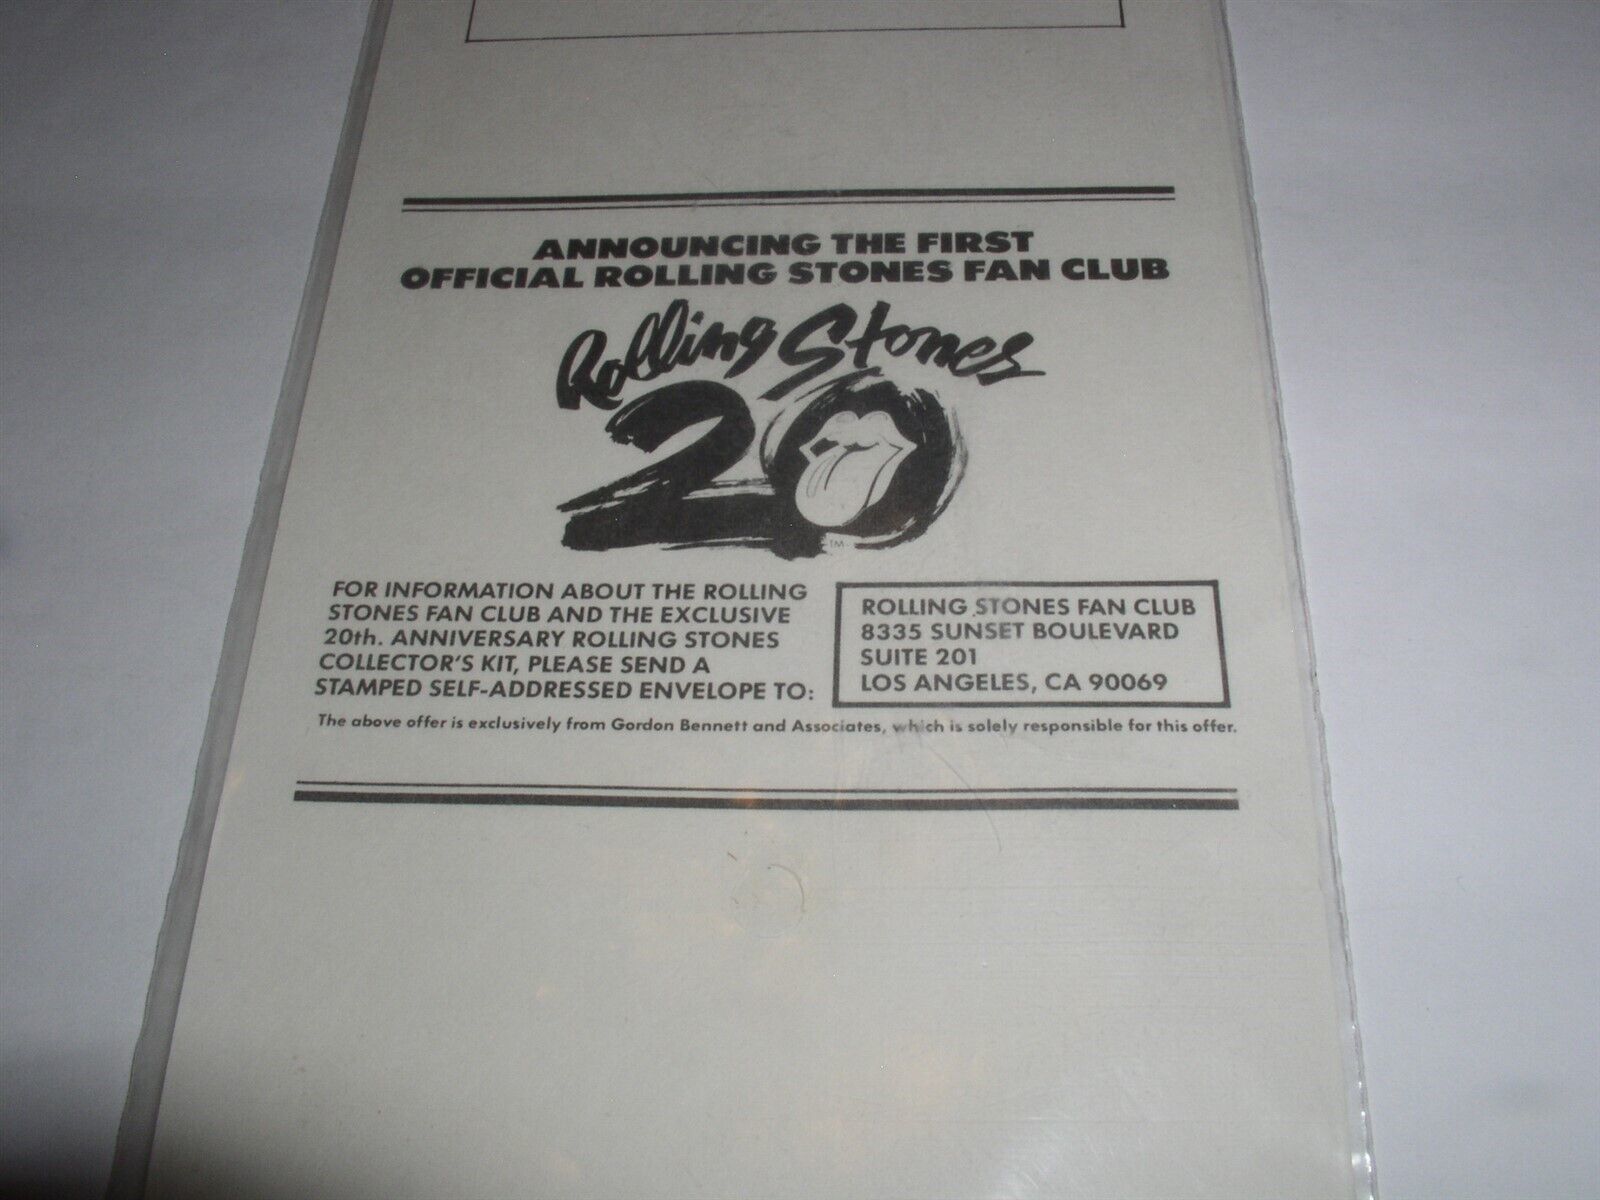 ANNOUNCING THE FIRST
OFFICIAL ROLLING STONES FAN CLUB
Rolling Stones
20
TM
FOR INFORMATION ABOUT THE ROLLING
STONES FAN CLUB AND THE EXCLUSIVE
20th. ANNIVERSARY ROLLING STONES
COLLECTOR'S KIT, PLEASE SEND A
STAMPED SELF-ADDRESSED ENVELOPE TO:
ROLLING STONES FAN CLUB
8335 SUNSET BOULEVARD
SUITE 201
LOS ANGELES, CA 90069
The above offer is exclusively from Gordon Bennett and Associates, which is solely responsible for this offer.